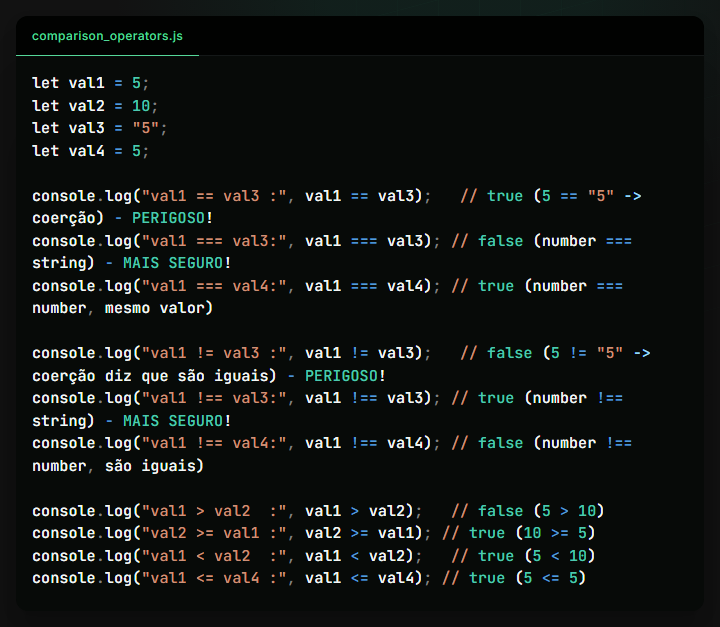 comparison_operators.js
let val1 = 5;
let val2 = 10;
let val3 = "5";
let val4 = 5;
console.log("val1 == val3 :", val1 == val3);   // true (5 == "5" ->
coerção) - PERIGOSO!
console.log("val1 === val3:", val1 === val3); // false (number ===
string) - MAIS SEGURO!
console.log("val1 === val4:", val1 === val4); // true (number ===
number, mesmo valor)
console.log("val1 != val3 :", val1 != val3);   // false (5 != "5" ->
coerção diz que são iguais) - PERIGOSO!
console.log("val1 !== val3:", val1 !== val3); // true (number !==
string) - MAIS SEGURO!
console.log("val1 !== val4:", val1 !== val4); // false (number !==
number, são iguais)
console.log("val1 > val2  :", val1 > val2);   // false (5 > 10)
console.log("val2 >= val1 :", val2 >= val1); // true (10 >= 5)
console.log("val1 < val2  :", val1 < val2);   // true (5 < 10)
console.log("val1 <= val4 :", val1 <= val4); // true (5 <= 5)